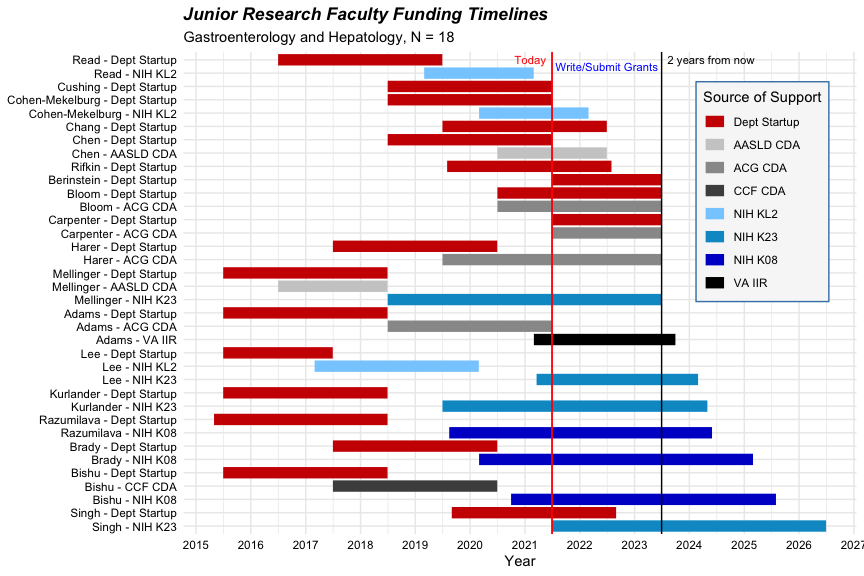 Junior Research Faculty Funding Timelines
Gastroenterology and Hepatology, N = 18
Today
Write/Submit Grants
2 years from now
Read - Dept Startup
Read - NIH KL2
Cushing - Dept Startup
Cohen-Mekelburg - Dept Startup
Cohen-Mekelburg - NIH KL2
Chang - Dept Startup
Chen - Dept Startup
Chen - AASLD CDA
Rifkin - Dept Startup
Berinstein - Dept Startup
Bloom - Dept Startup
Bloom - ACG CDA
Carpenter - Dept Startup
Carpenter - ACG CDA
Harer - Dept Startup
Harer - ACG CDA
Mellinger - Dept Startup
Mellinger - AASLD CDA
Mellinger - NIH K23
Adams - Dept Startup
Adams - ACG CDA
Adams - VA IIR
Lee - Dept Startup
Lee - NIH KL2
Lee - NIH K23
Kurlander - Dept Startup
Kurlander - NIH K23
Razumilava - Dept Startup
Razumilava - NIH K08
Brady - Dept Startup
Brady - NIH K08
Bishu - Dept Startup
Bishu - CCF CDA
Bishu - NIH K08
Singh - Dept Startup
Singh - NIH K23
Source of Support
Dept Startup
AASLD CDA
ACG CDA
CCF CDA
NIH KL2
NIH K23
NIH K08
VA IIR
2015 2016 2017 2018 2019 2020 2021 2022 2023 2024 2025 2026 2027
Year